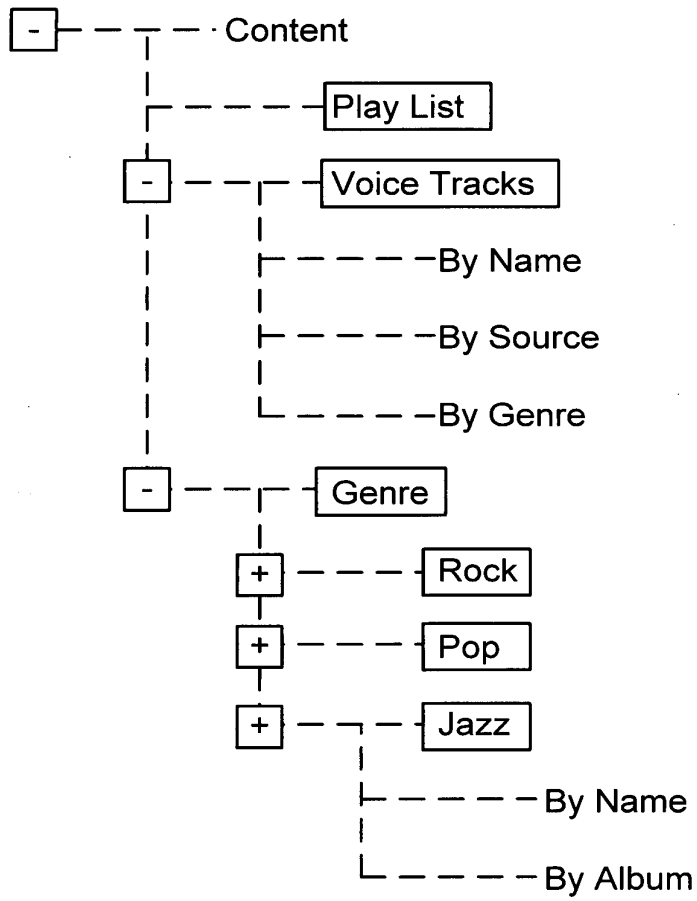 - Content
Play List
- Voice Tracks
By Name
By Source
By Genre
- Genre
+ Rock
+ Pop
+ Jazz
By Name
By Album